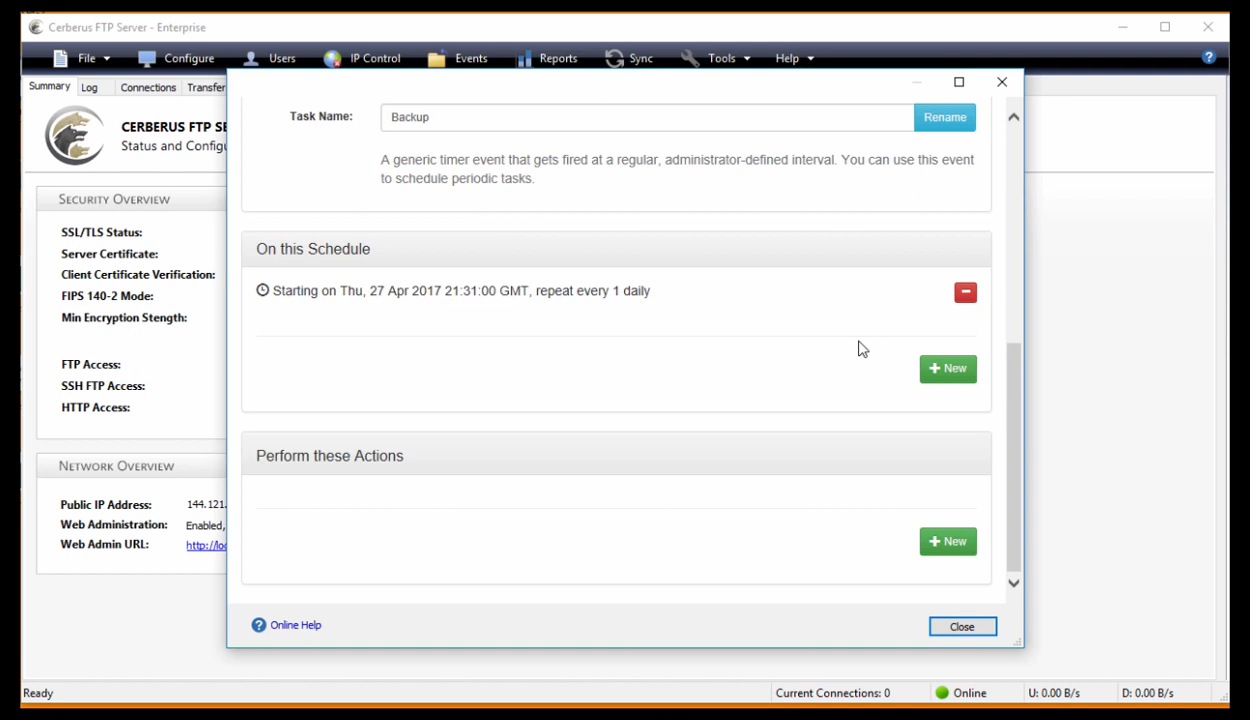 Cerberus FTP Server - Enterprise
File Configure Users IP Control Events Reports Sync Tools Help ?
Summary Log Connections Transfer
CERBERUS FTP SE
Status and Configu
SECURITY OVERVIEW
SSL/TLS Status:
Server Certificate:
Client Certificate Verification:
FIPS 140-2 Mode:
Min Encryption Stength:
FTP Access:
SSH FTP Access:
HTTP Access:
NETWORK OVERVIEW
Public IP Address: 144.121.
Web Administration: Enabled,
Web Admin URL: http://loc
Task Name: Backup Rename
A generic timer event that gets fired at a regular, administrator-defined interval. You can use this event
to schedule periodic tasks.
On this Schedule
Starting on Thu, 27 Apr 2017 21:31:00 GMT, repeat every 1 daily
+ New
Perform these Actions
+ New
? Online Help
Close
Ready Current Connections: 0 Online U: 0.00 B/s D: 0.00 B/s